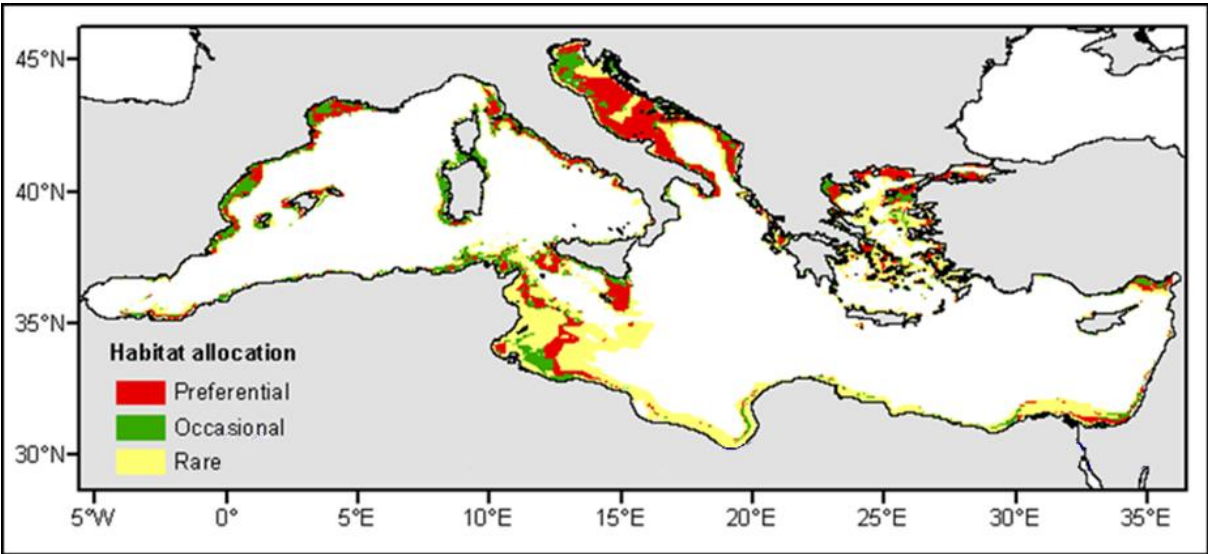 45°N
40°N
35°N
30°N
Habitat allocation
Preferential
Occasional
Rare
5°W 0° 5°E 10°E 15°E 20°E 25°E 30°E 35°E